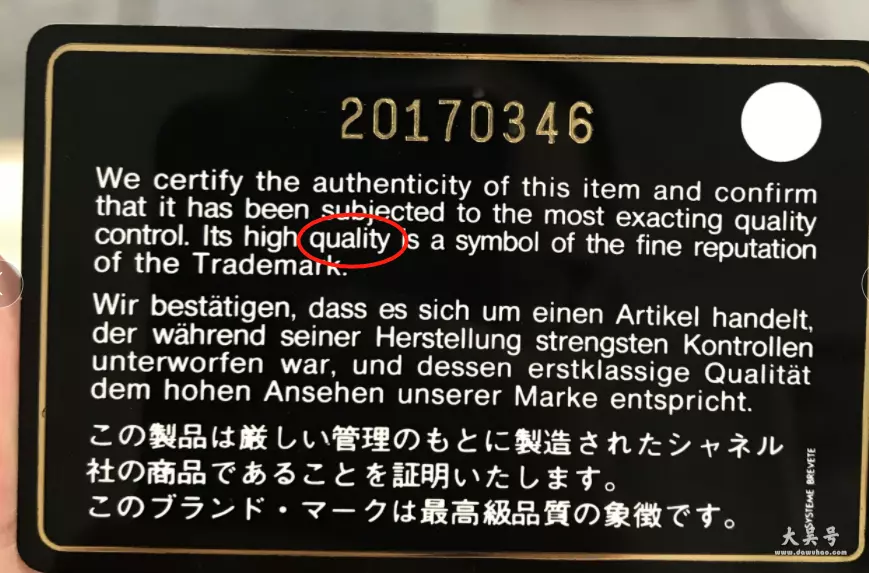 20170346
We certify the authenticity of this item and confirm
that it has been subjected to the most exacting quality
control. Its high quality is a symbol of the fine reputation
of the Trademark.
Wir bestätigen, dass es sich um einen Artikel handelt,
der während seiner Herstellung strengsten Kontrollen
unterworfen war, und dessen erstklassige Qualität
dem hohen Ansehen unserer Marke entspricht.
この製品は厳しい管理のもとに製造されたシャネル
社の商品であることを証明いたします。
このブランド・マークは最高級品質の象徴です。
SYSTEME BREVETE